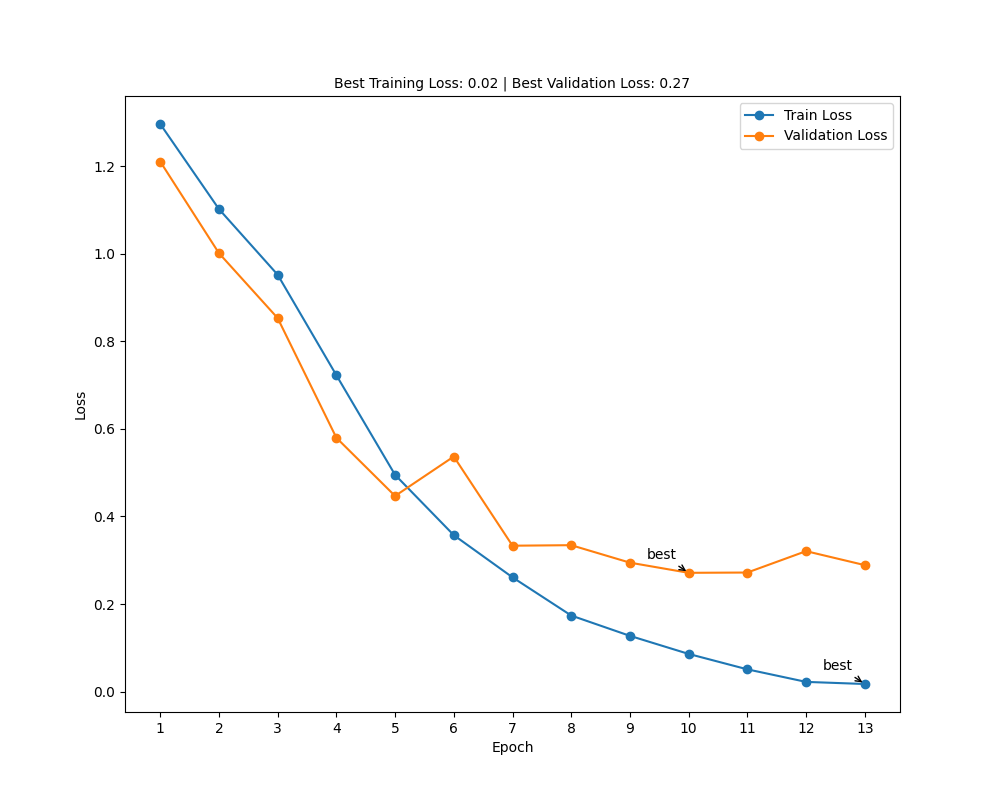 Best Training Loss: 0.02 | Best Validation Loss: 0.27
Train Loss
Validation Loss
1.2
1.0
0.8
0.6
0.4
0.2
0.0
Loss
best
best
1 2 3 4 5 6 7 8 9 10 11 12 13
Epoch